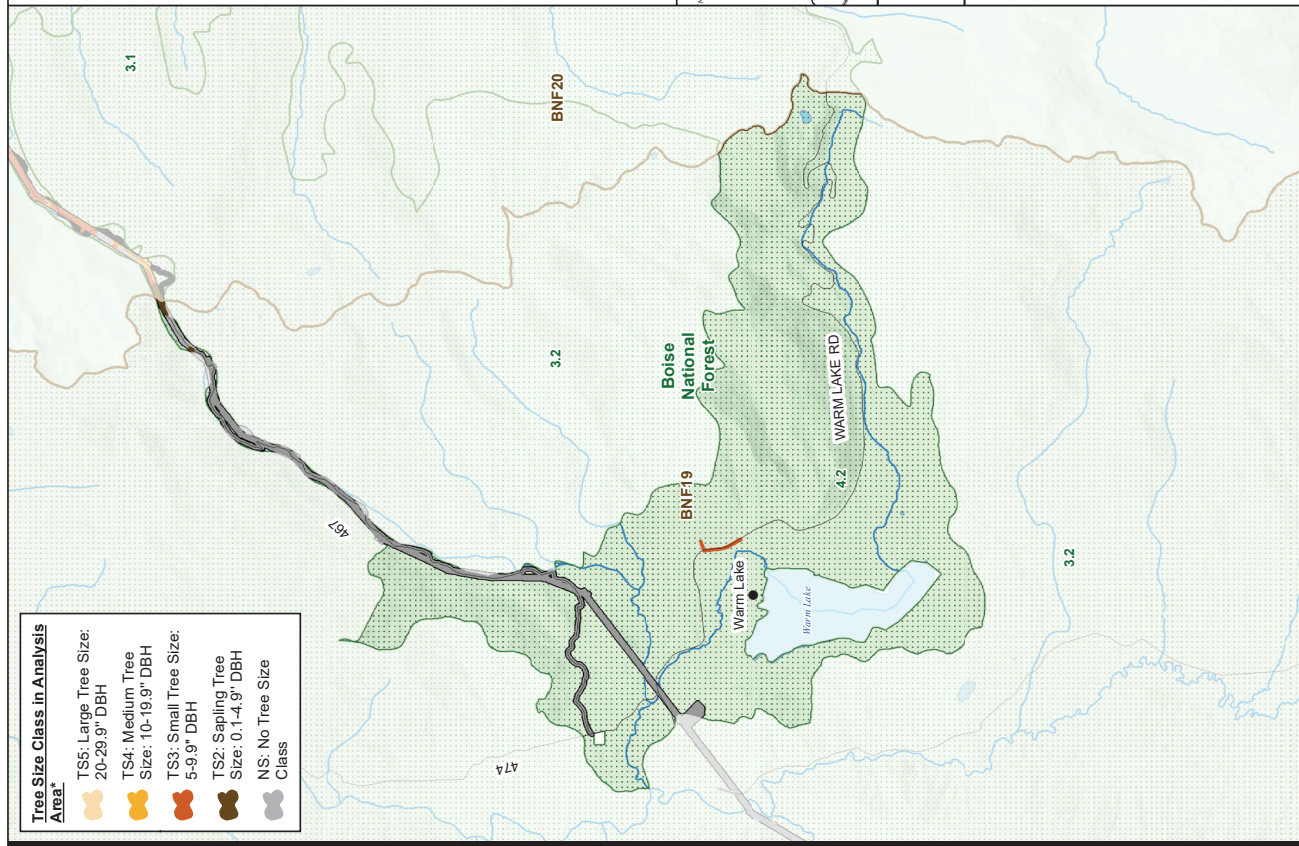 Tree Size Class in Analysis
Area*
TS5: Large Tree Size:
20-29.9" DBH
TS4: Medium Tree
Size: 10-19.9" DBH
TS3: Small Tree Size:
5-9.9" DBH
TS2: Sapling Tree
Size: 0.1-4.9" DBH
NS: No Tree Size
Class
3.1
BNF20
467
3.2
Boise
National
Forest
BNF19
WARM LAKE RD
4.2
474
Warm Lake
Warm Lake
3.2